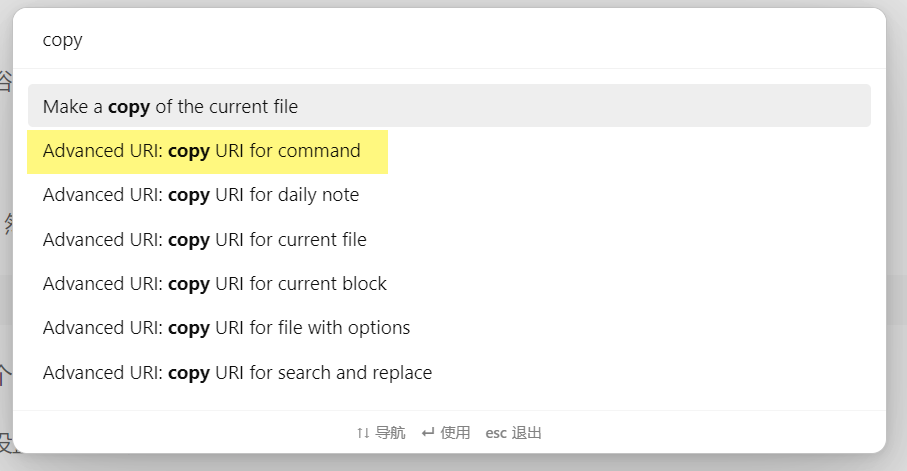 copy
Make a copy of the current file
Advanced URI: copy URI for command
Advanced URI: copy URI for daily note
Advanced URI: copy URI for current file
Advanced URI: copy URI for current block
Advanced URI: copy URI for file with options
Advanced URI: copy URI for search and replace
↑↓ 导航 ↵ 使用 esc 退出